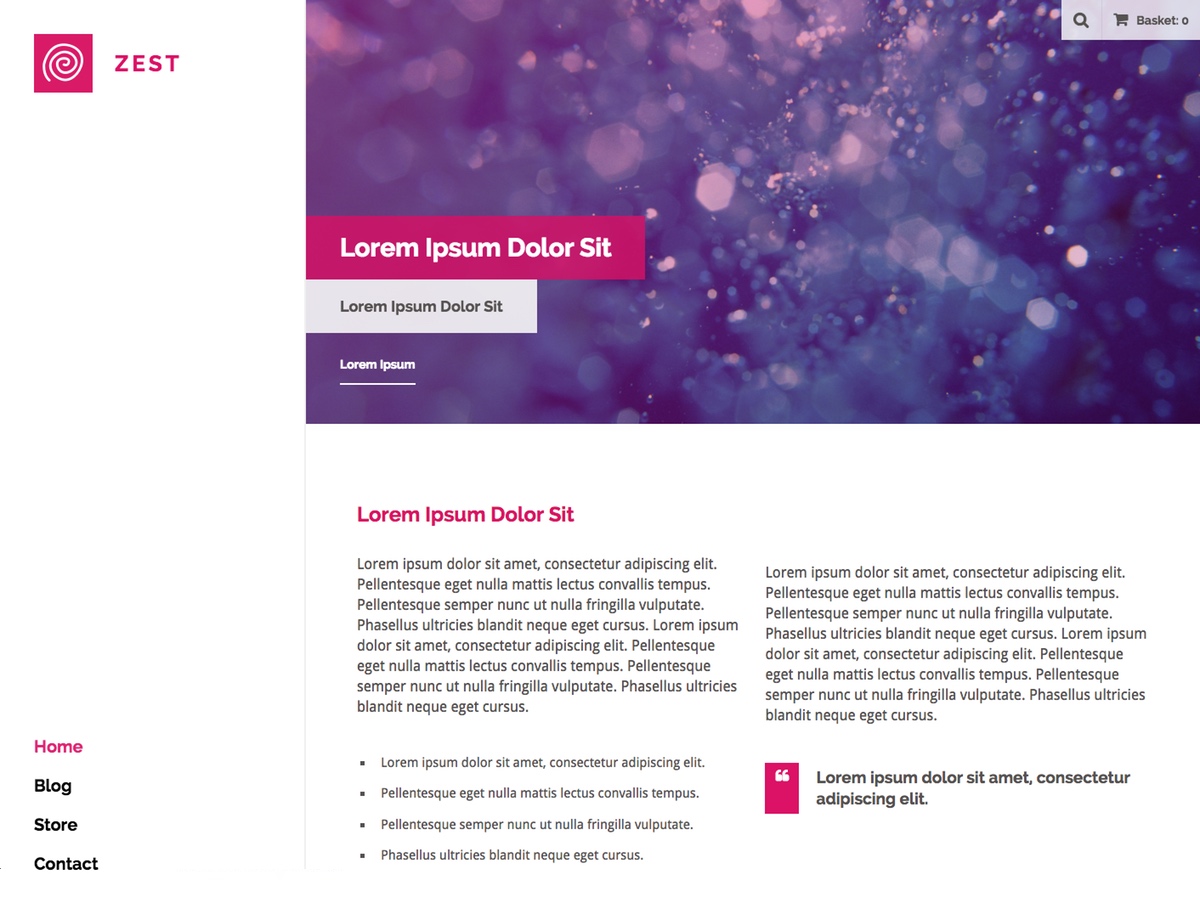 ZEST
Basket: 0
Lorem Ipsum Dolor Sit
Lorem Ipsum Dolor Sit
Lorem Ipsum
Lorem Ipsum Dolor Sit
Lorem ipsum dolor sit amet, consectetur adipiscing elit.
Pellentesque eget nulla mattis lectus convallis tempus.
Pellentesque semper nunc ut nulla fringilla vulputate.
Phasellus ultricies blandit neque eget cursus. Lorem ipsum
dolor sit amet, consectetur adipiscing elit. Pellentesque
eget nulla mattis lectus convallis tempus. Pellentesque
semper nunc ut nulla fringilla vulputate. Phasellus ultricies
blandit neque eget cursus.
Lorem ipsum dolor sit amet, consectetur adipiscing elit.
Pellentesque eget nulla mattis lectus convallis tempus.
Pellentesque semper nunc ut nulla fringilla vulputate.
Phasellus ultricies blandit neque eget cursus.
Lorem ipsum dolor sit amet, consectetur adipiscing elit.
Pellentesque eget nulla mattis lectus convallis tempus.
Pellentesque semper nunc ut nulla fringilla vulputate.
Phasellus ultricies blandit neque eget cursus. Lorem ipsum
dolor sit amet, consectetur adipiscing elit. Pellentesque
eget nulla mattis lectus convallis tempus. Pellentesque
semper nunc ut nulla fringilla vulputate. Phasellus ultricies
blandit neque eget cursus.
❝ Lorem ipsum dolor sit amet, consectetur
adipiscing elit.
Home
Blog
Store
Contact